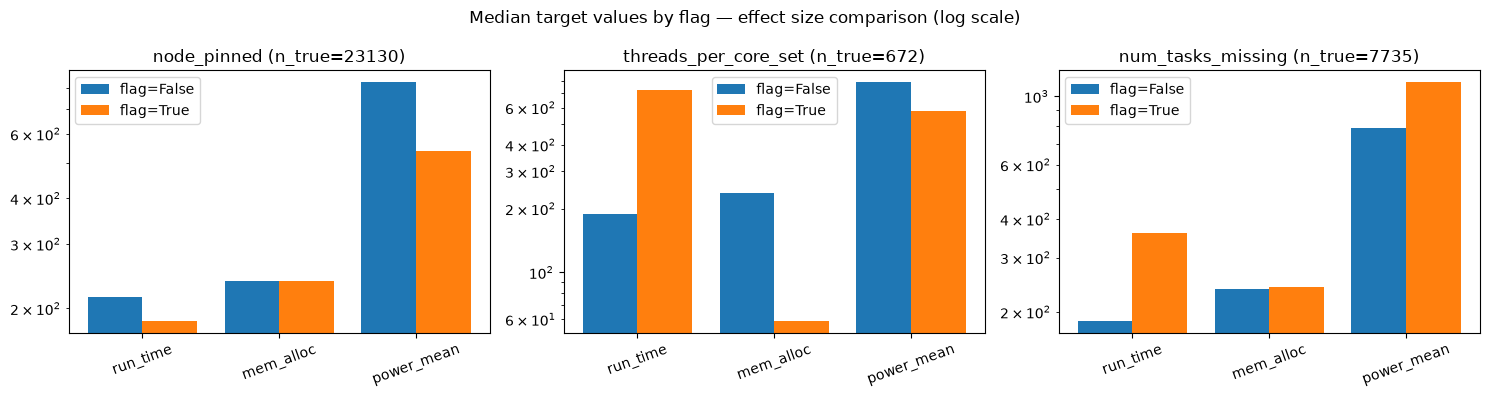 Median target values by flag — effect size comparison (log scale)
node_pinned (n_true=23130)
flag=False
flag=True
6 × 10²
4 × 10²
3 × 10²
2 × 10²
run_time
mem_alloc
power_mean
threads_per_core_set (n_true=672)
flag=False
flag=True
6 × 10²
4 × 10²
3 × 10²
2 × 10²
10²
6 × 10¹
run_time
mem_alloc
power_mean
num_tasks_missing (n_true=7735)
flag=False
flag=True
10³
6 × 10²
4 × 10²
3 × 10²
2 × 10²
run_time
mem_alloc
power_mean